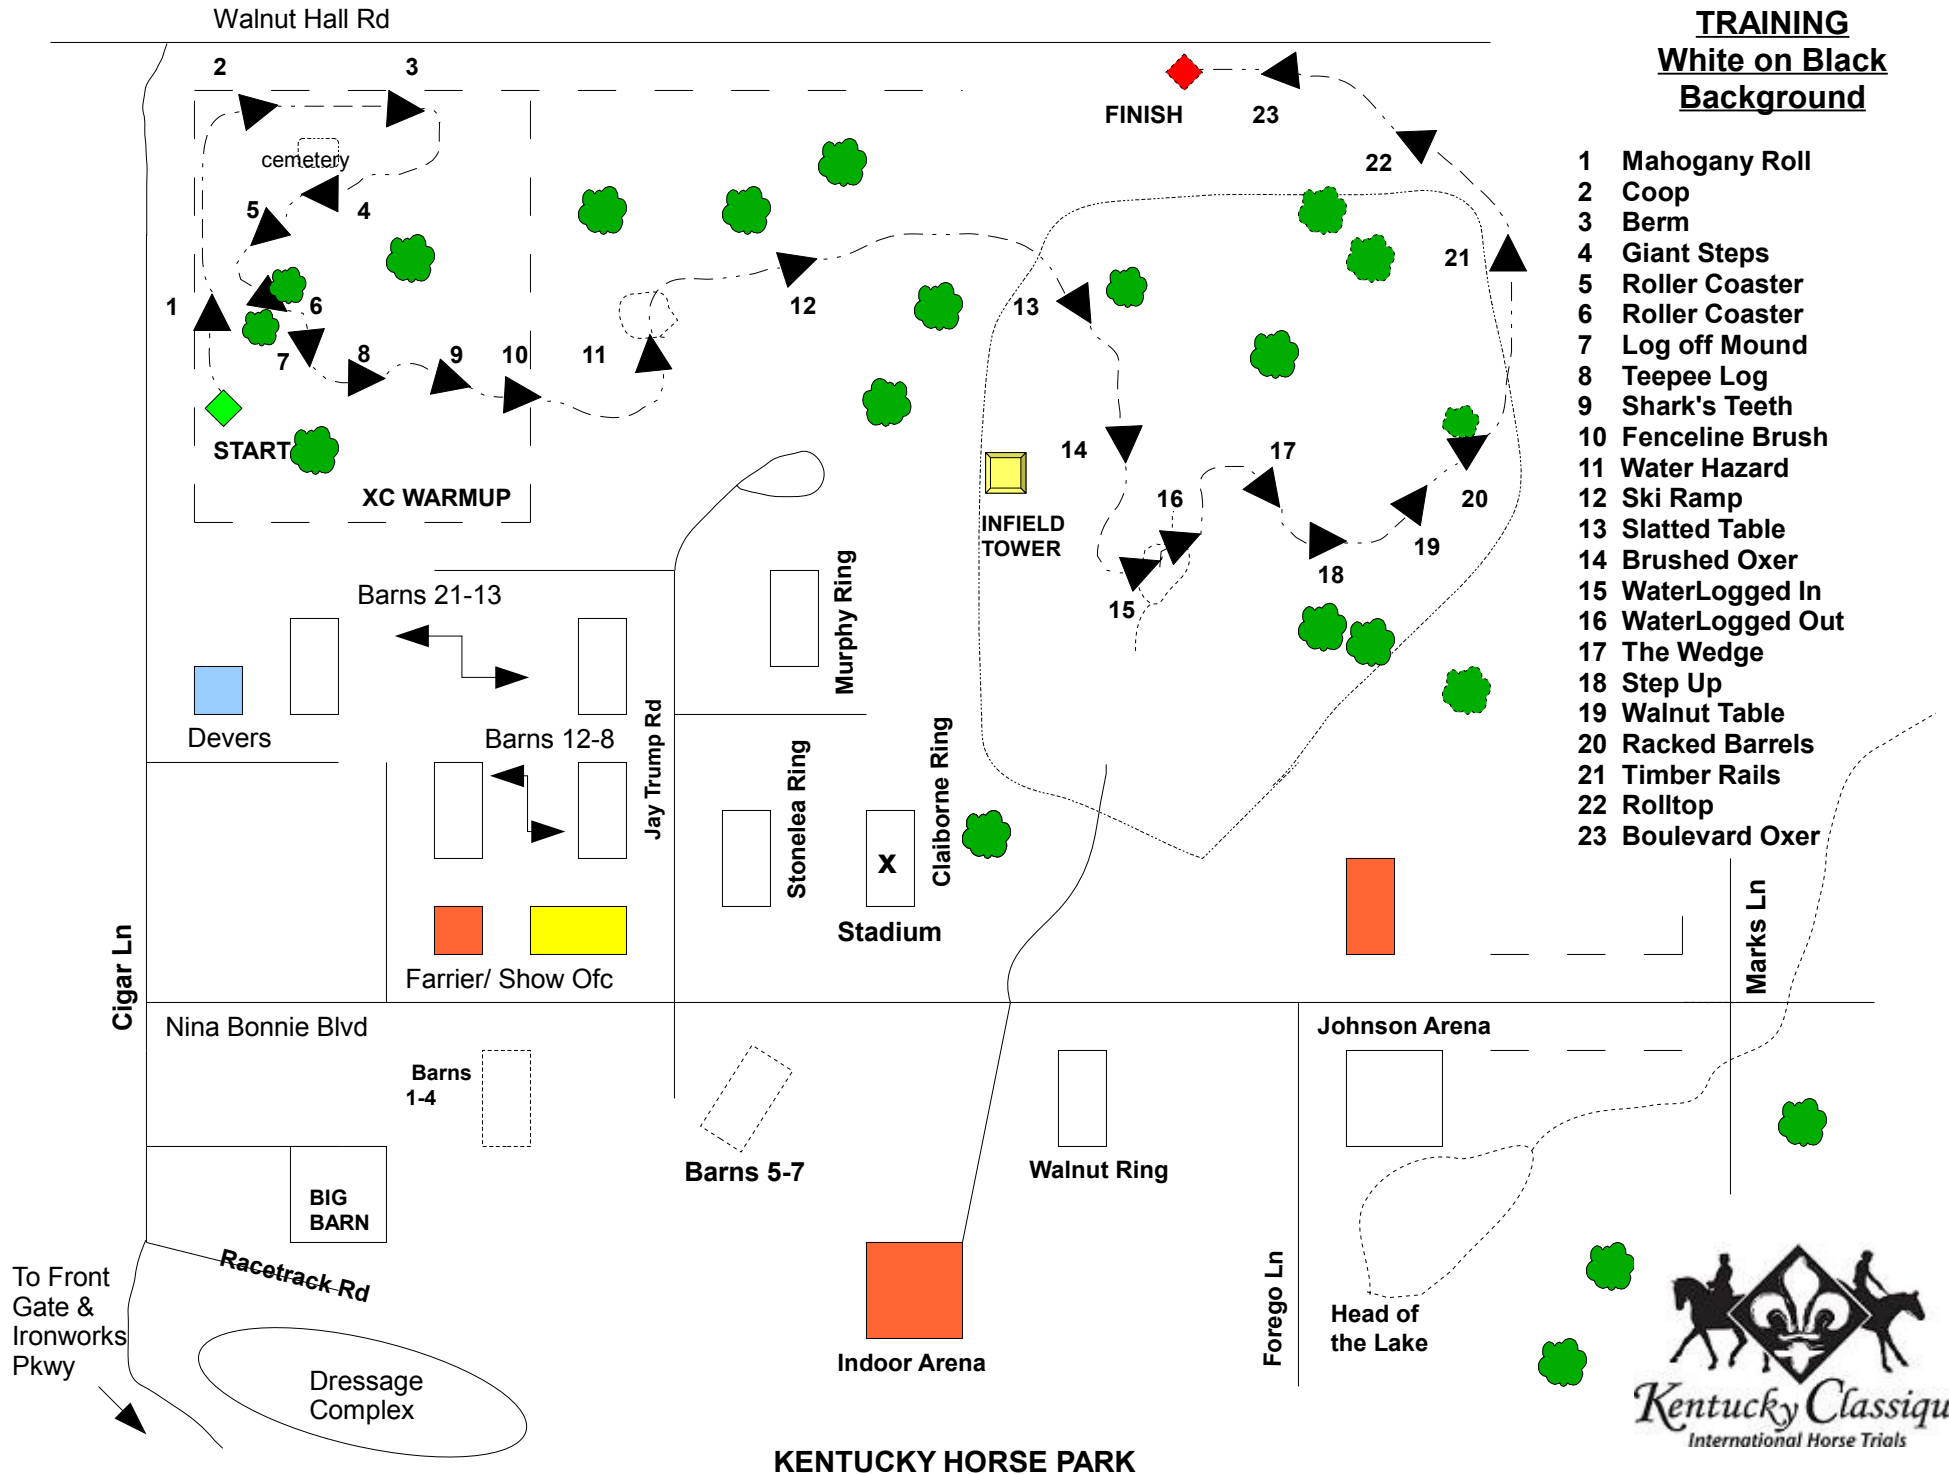 Walnut Hall Rd
TRAINING
White on Black
Background
1 Mahogany Roll
2 Coop
3 Berm
4 Giant Steps
5 Roller Coaster
6 Roller Coaster
7 Log off Mound
8 Teepee Log
9 Shark's Teeth
10 Fenceline Brush
11 Water Hazard
12 Ski Ramp
13 Slatted Table
14 Brushed Oxer
15 WaterLogged In
16 WaterLogged Out
17 The Wedge
18 Step Up
19 Walnut Table
20 Racked Barrels
21 Timber Rails
22 Rolltop
23 Boulevard Oxer
2
3
FINISH
23
cemetery
22
5
4
21
1
6
12
13
7
8
9
10
11
START
14
17
XC WARMUP
16
20
INFIELD
TOWER
19
18
15
Barns 21-13
Murphy Ring
Devers
Barns 12-8
Jay Trump Rd
Stonelea Ring
Claiborne Ring
x
Stadium
Cigar Ln
Farrier/ Show Ofc
Marks Ln
Nina Bonnie Blvd
Johnson Arena
Barns
1-4
Barns 5-7
Walnut Ring
BIG
BARN
Racetrack Rd
To Front
Gate &
Ironworks
Pkwy
Forego Ln
Head of
the Lake
Indoor Arena
Dressage
Complex
Kentucky Classiqu
International Horse Trials
KENTUCKY HORSE PARK